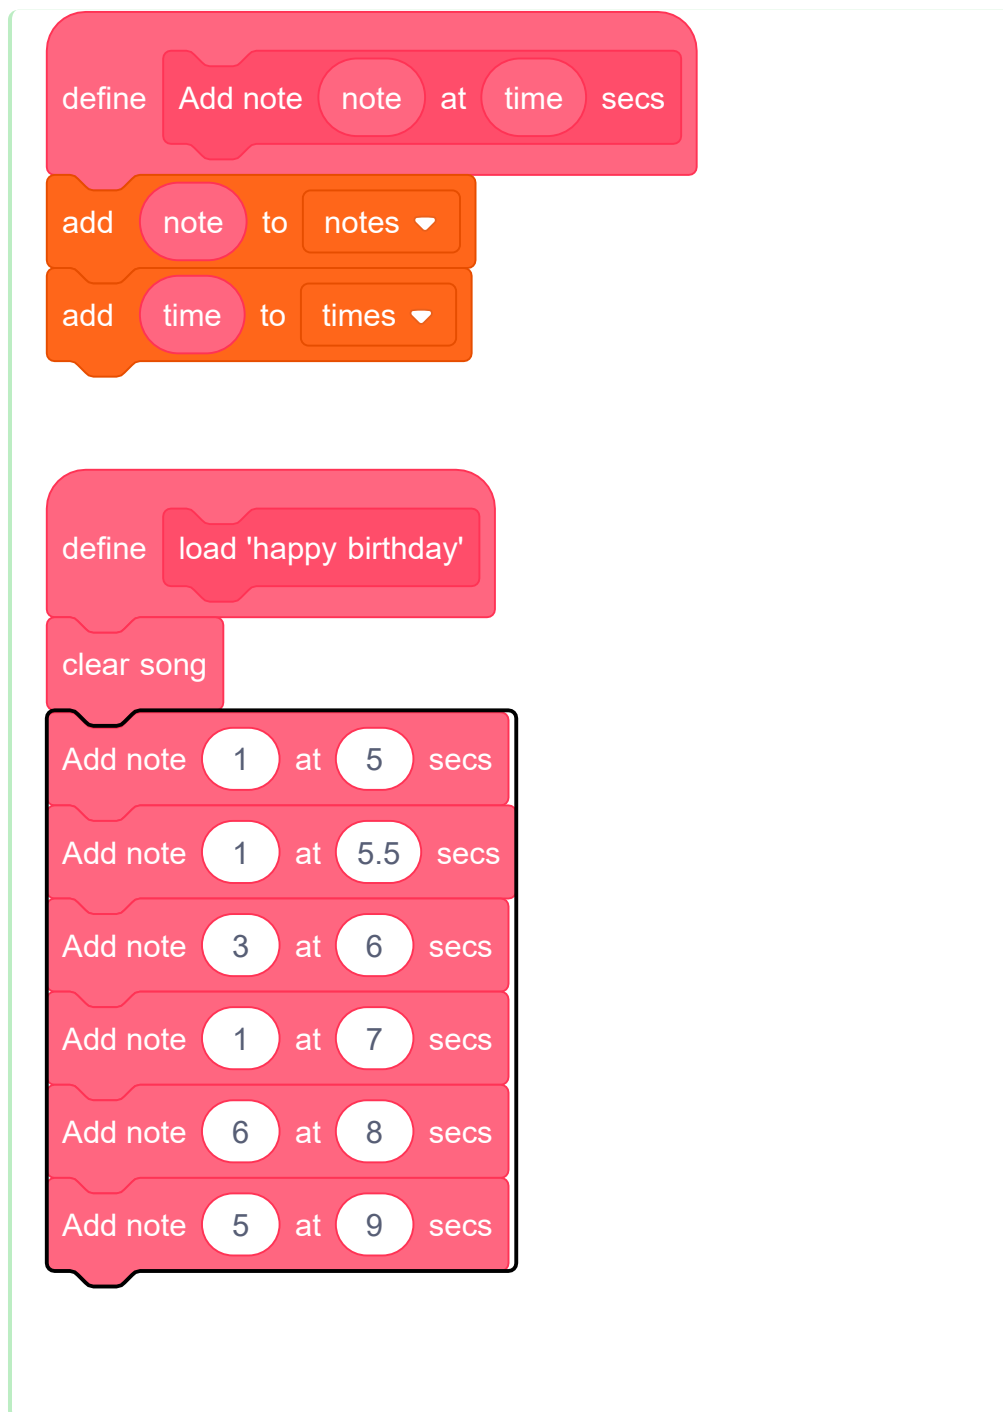 define Add note note at time secs
add note to notes
add time to times
define load 'happy birthday'
clear song
Add note 1 at 5 secs
Add note 1 at 5.5 secs
Add note 3 at 6 secs
Add note 1 at 7 secs
Add note 6 at 8 secs
Add note 5 at 9 secs